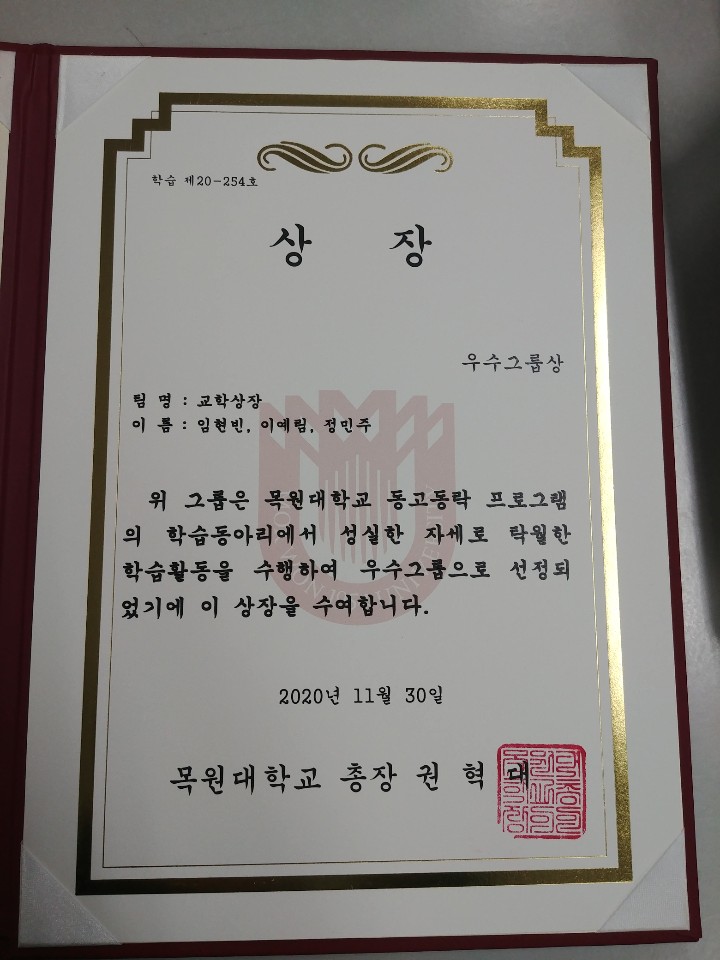 학습 제20-254호
상 장
우수그룹상
팀 명 : 교학상장
이 름 : 임현빈, 이예림, 정민주
위 그룹은 목원대학교 동고동락 프로그램
의 학습동아리에서 성실한 자세로 탁월한
학습활동을 수행하여 우수그룹으로 선정되
었기에 이 상장을 수여합니다.
2020년 11월 30일
목원대학교 총장 권 혁 대